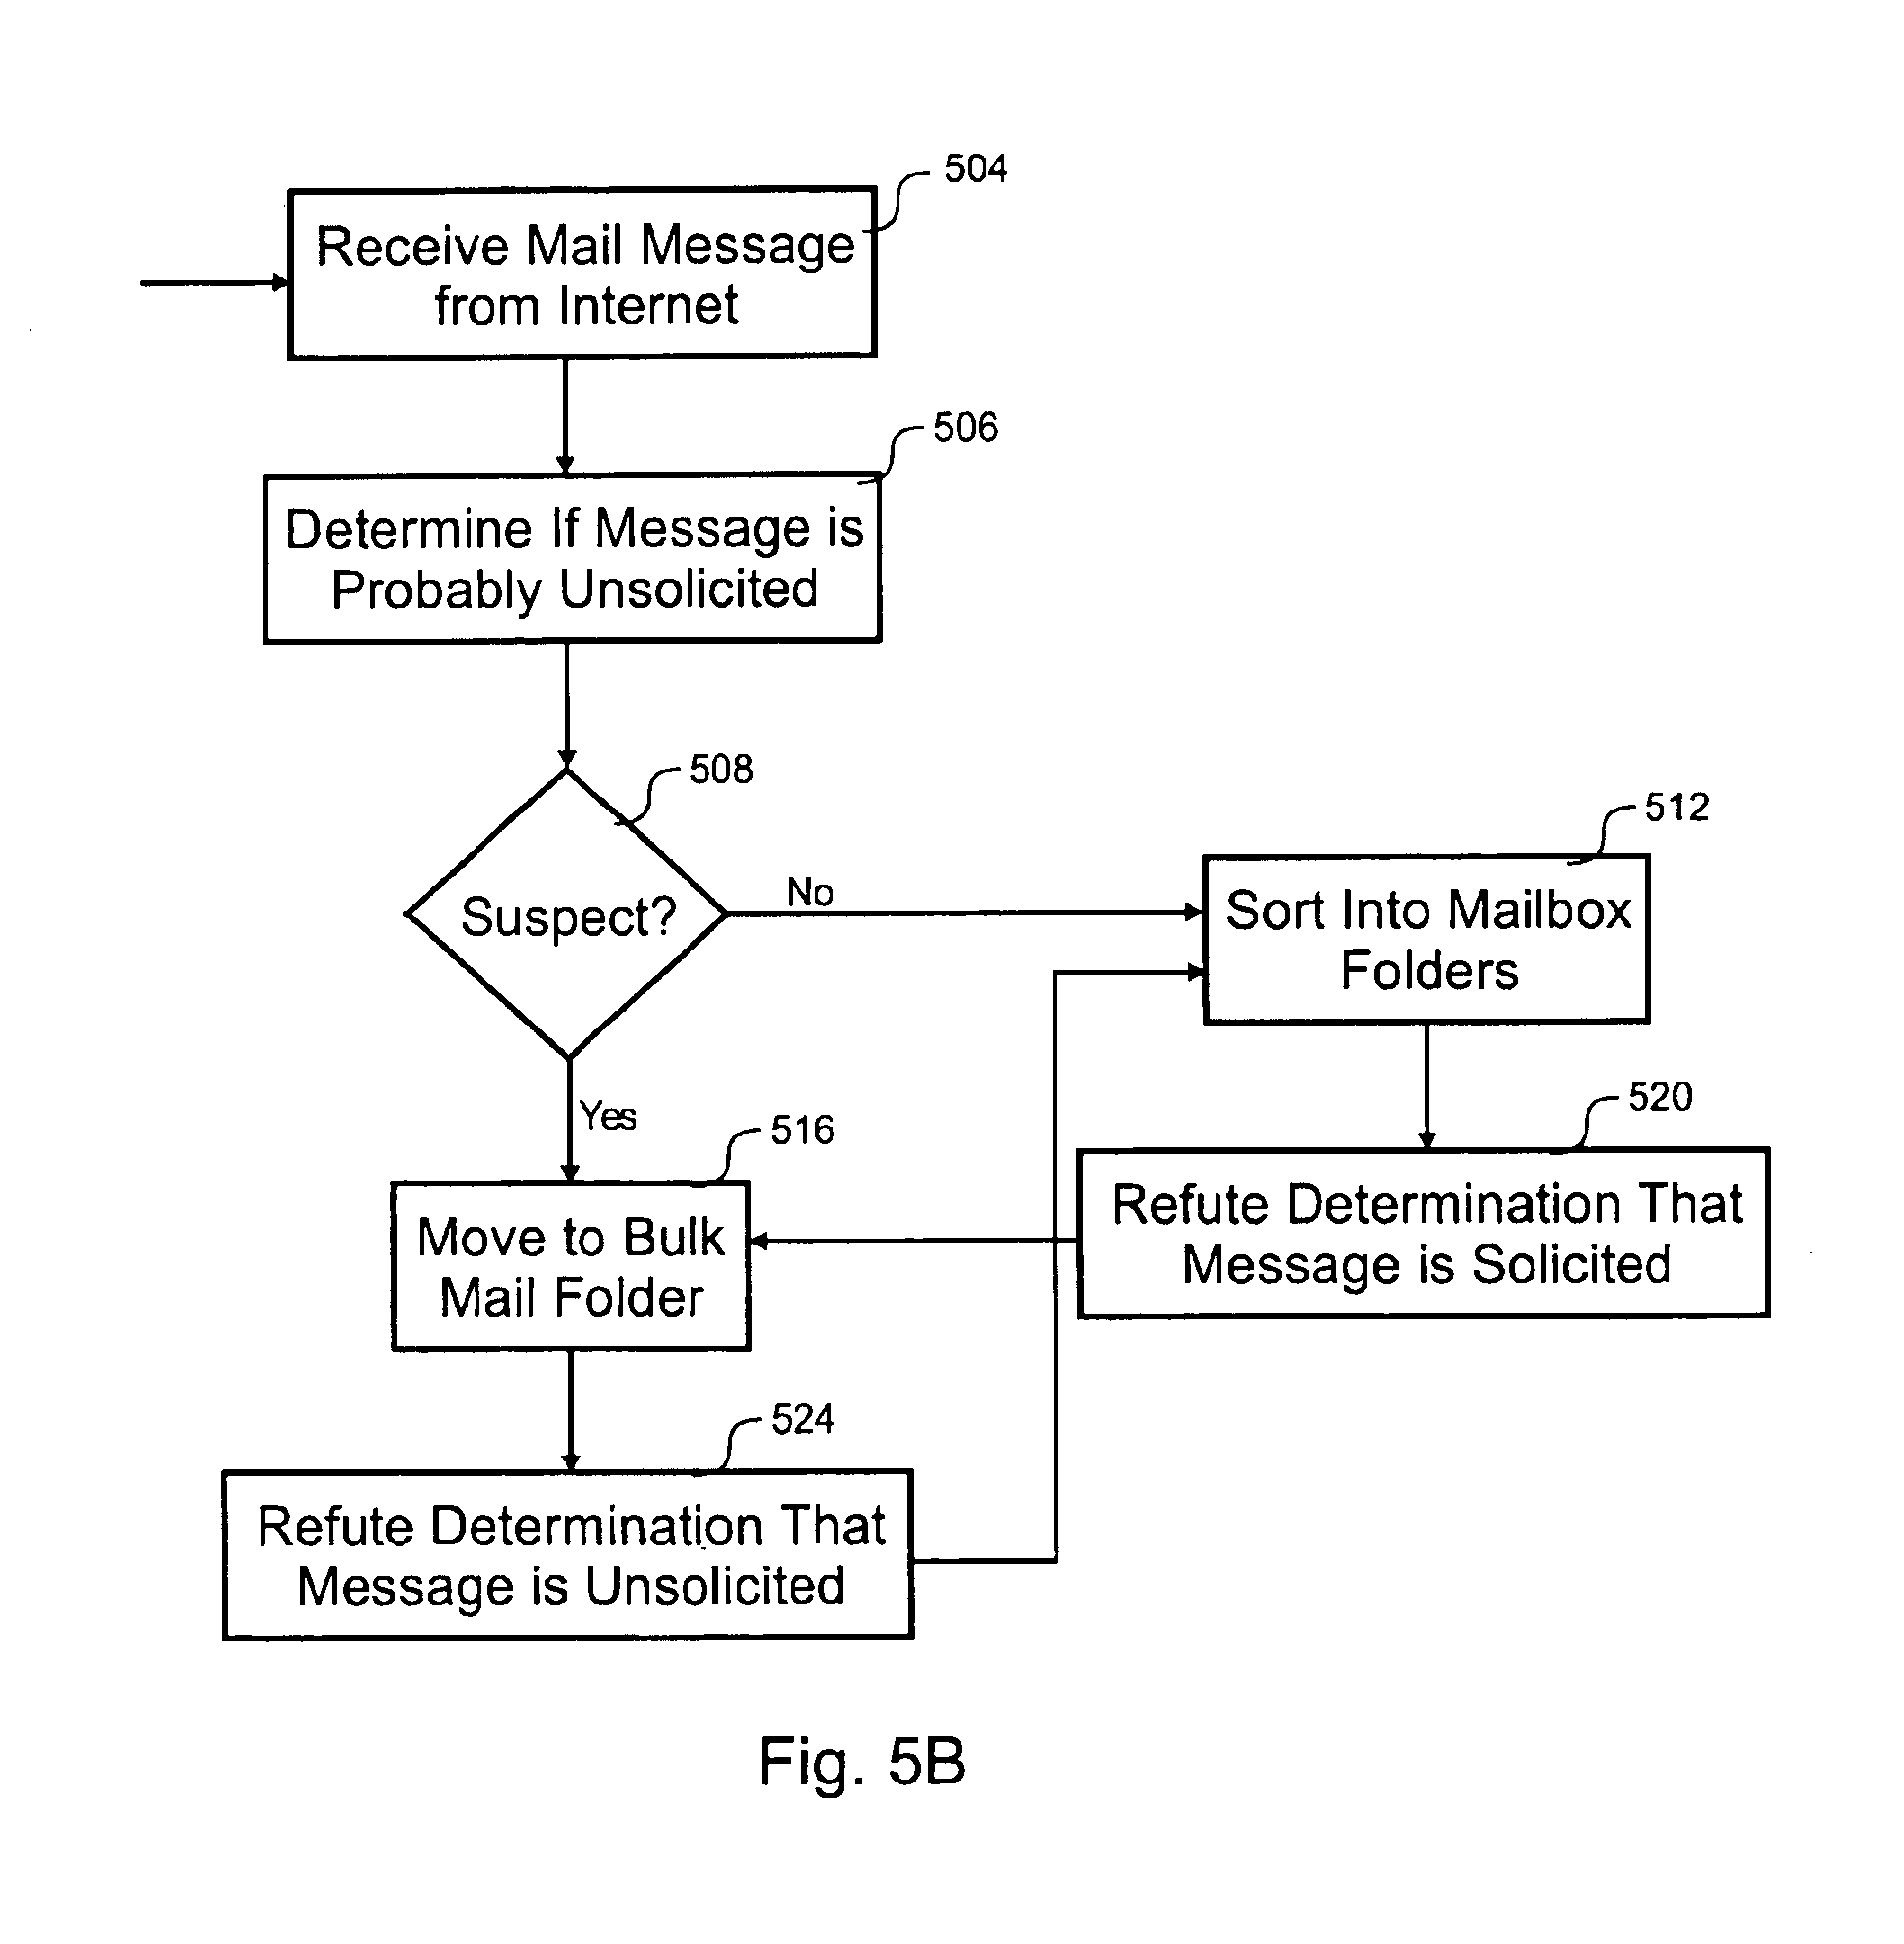 504
Receive Mail Message
from Internet
506
Determine If Message is
Probably Unsolicited
508
Suspect?
No
512
Sort Into Mailbox
Folders
Yes
516
Move to Bulk
Mail Folder
520
Refute Determination That
Message is Solicited
524
Refute Determination That
Message is Unsolicited
Fig. 5B